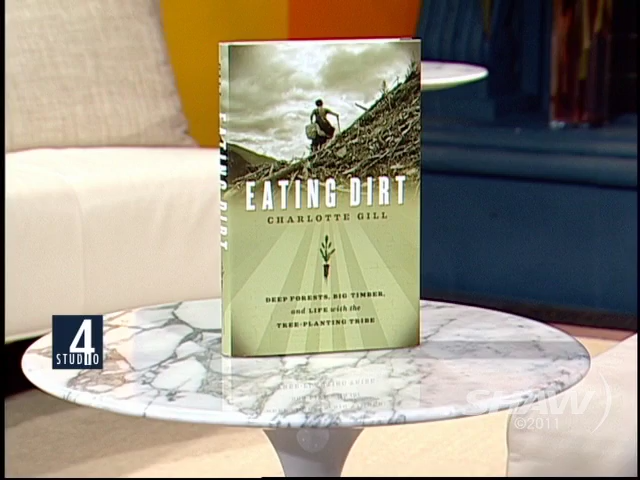 EATING DIRT
EATING DIRT
CHARLOTTE GILL
DEEP FORESTS, BIG TIMBER,
and LIFE with the
TREE-PLANTING TRIBE
STUDIO 4
SHAW)
©2011